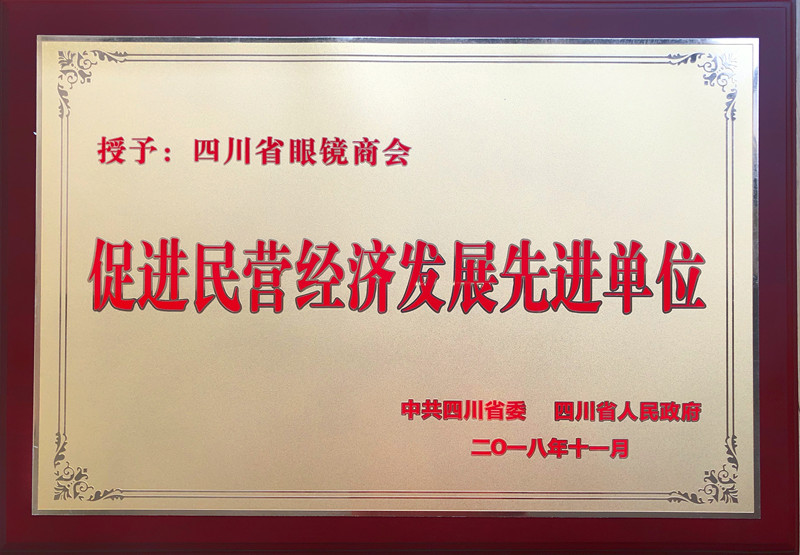 授予：四川省眼镜商会
促进民营经济发展先进单位
中共四川省委 四川省人民政府
二〇一八年十一月